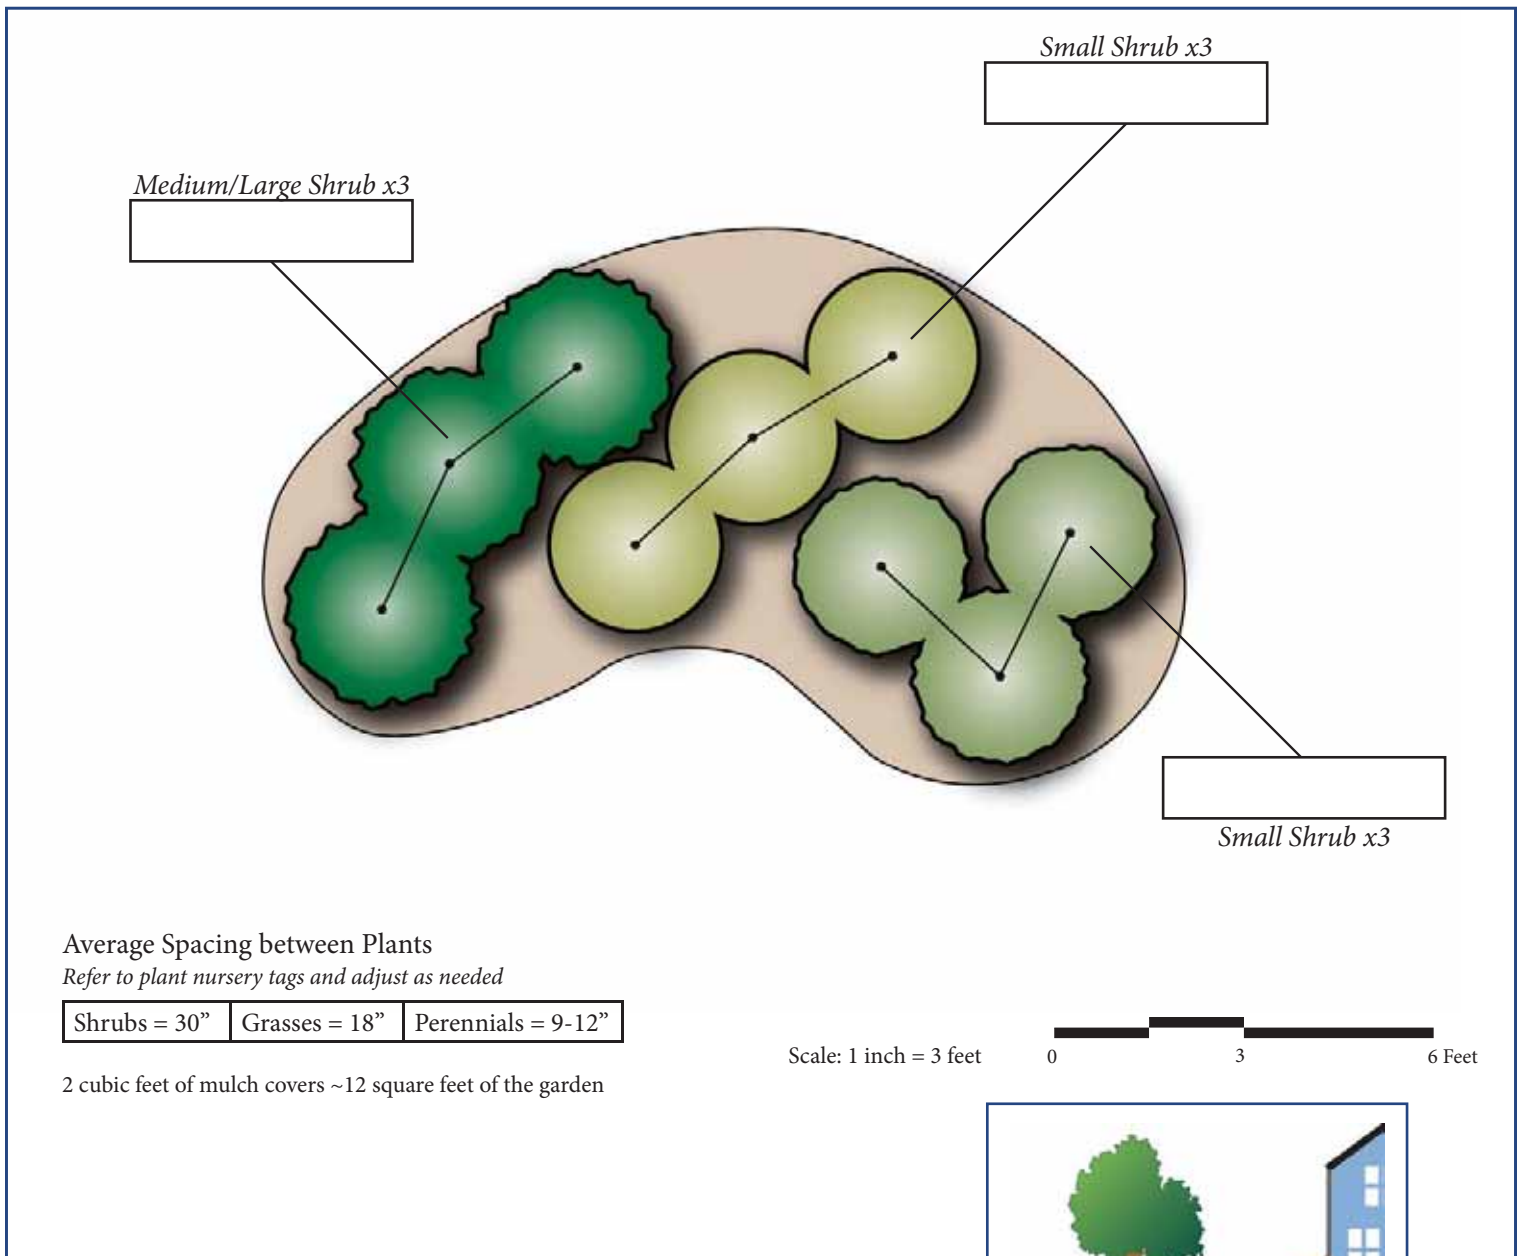 Small Shrub x3
Medium/Large Shrub x3
Small Shrub x3
Average Spacing between Plants
Refer to plant nursery tags and adjust as needed
Shrubs = 30” Grasses = 18” Perennials = 9-12”
Scale: 1 inch = 3 feet 0 3 6 Feet
2 cubic feet of mulch covers ~12 square feet of the garden